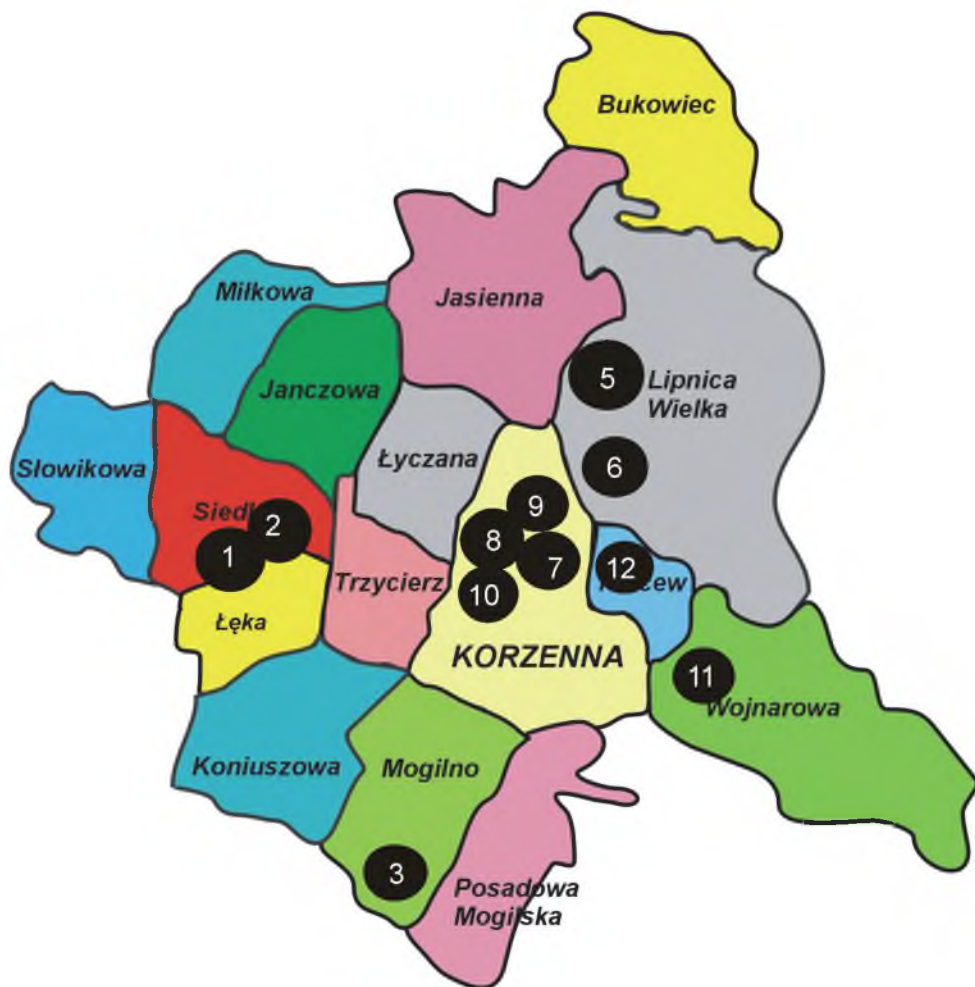 Bukowiec
Miłkowa
Jasienna
Janczowa
5
Lipnica
Wielka
Słowikowa
Łyczana
6
9
2
8
1
7
12
Trzycierz
10
Łęka
KORZENNA
11
Wojnarowa
Koniuszowa
Mogilno
3
Posadowa
Mogilska